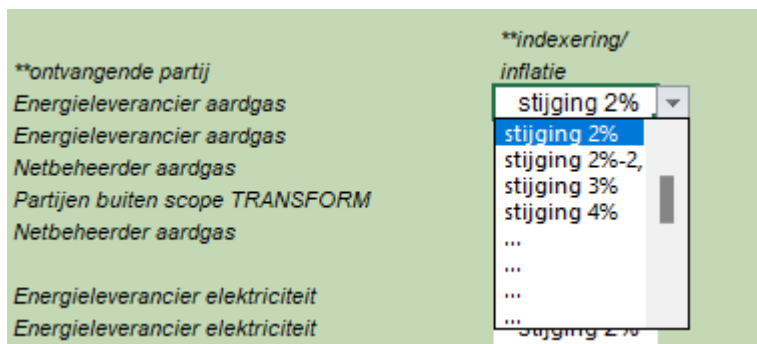 **indexering/
**ontvangende partij inflatie
Energieleverancier aardgas stijging 2%
Energieleverancier aardgas stijging 2%
Netbeheerder aardgas stijging 2%-2,
Partijen buiten scope TRANSFORM stijging 3%
stijging 4%
Netbeheerder aardgas ...
...
Energieleverancier elektriciteit ...
Energieleverancier elektriciteit ...